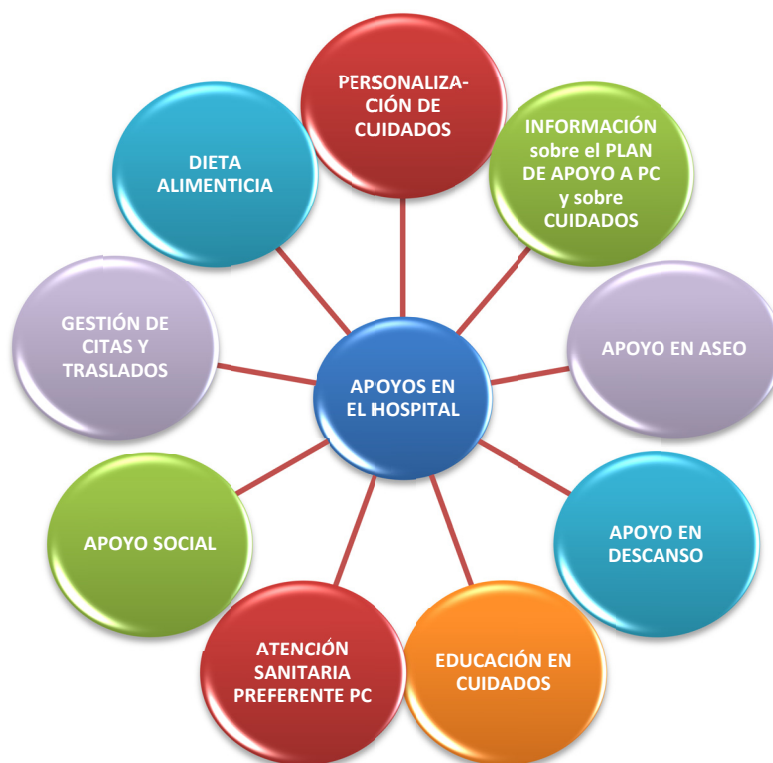 PERSONALIZA-
CIÓN DE
CUIDADOS
INFORMACIÓN
sobre el PLAN
DE APOYO A PC
y sobre
CUIDADOS
APOYO EN ASEO
APOYO EN
DESCANSO
EDUCACIÓN EN
CUIDADOS
ATENCIÓN
SANITARIA
PREFERENTE PC
APOYO SOCIAL
GESTIÓN DE
CITAS Y
TRASLADOS
DIETA
ALIMENTICIA
APOYOS EN
EL HOSPITAL